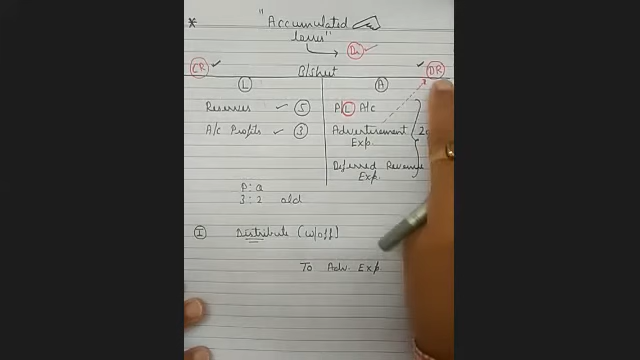 * "Accumulated
losses"
Dr ✓
CR ✓ B/Sheet ✓ DR
L A
Reserves ✓ 5 P/L A/c
A/c Profits ✓ 3 Advertisement
Exp.
Deferred Revenue
Exp.
P : Q
3 : 2 old
I Distribute (w/off)
To Adv. Exp.